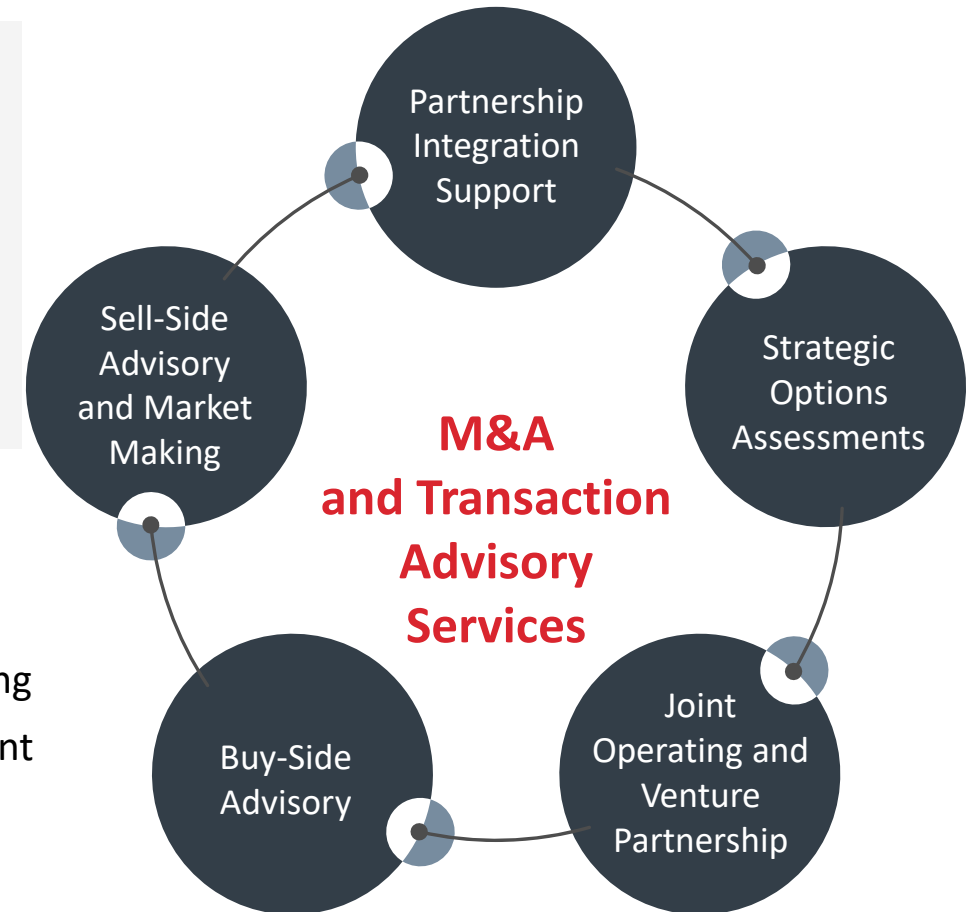 Partnership
Integration
Support
Strategic
Options
Assessments
Joint
Operating and
Venture
Partnership
Buy-Side
Advisory
Sell-Side
Advisory
and Market
Making
M&A
and Transaction
Advisory
Services